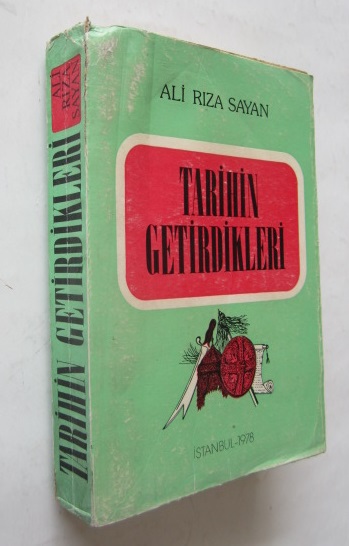 ALİ RIZA SAYAN
TARİHİN
GETİRDİKLERİ
İSTANBUL-1978
ALİ
RIZA
SAYAN
TARİHİN GETİRDİKLERİ